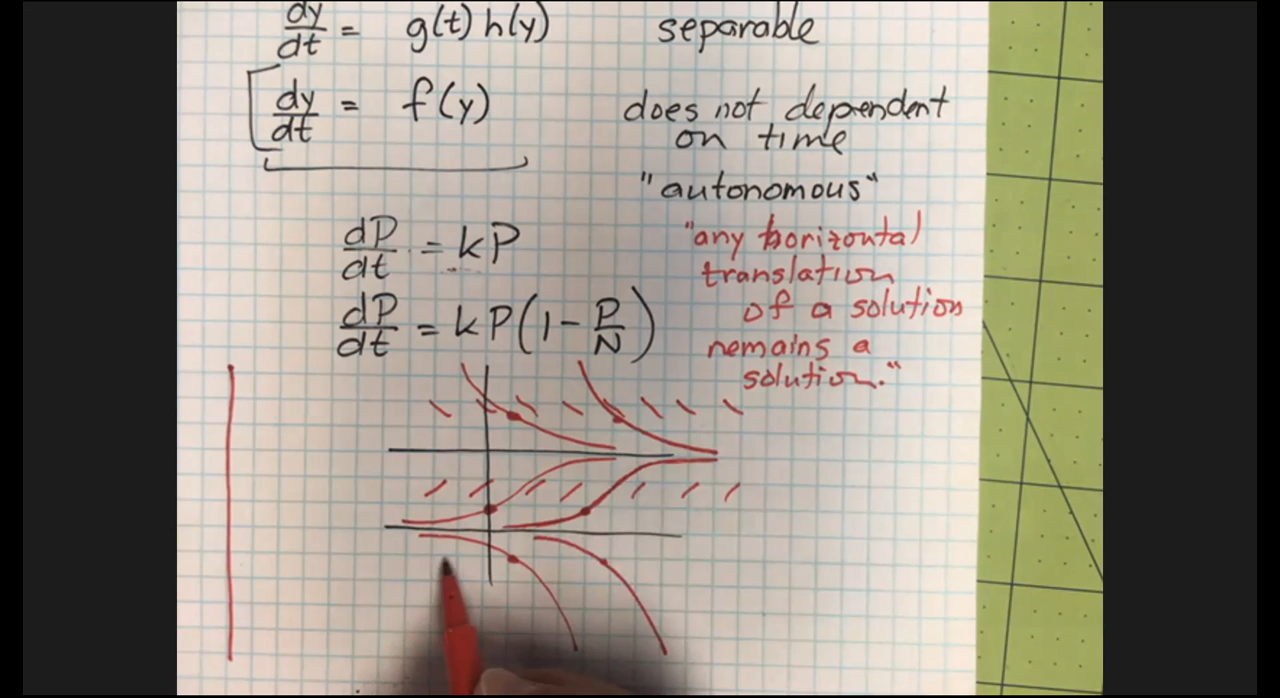 dy/dt = g(t) h(y) separable
dy/dt = f(y) does not dependent
on time
"autonomous"
dP/dt = kP "any horizontal
translation
of a solution
dP/dt = kP(1 - P/N) remains a
solution."